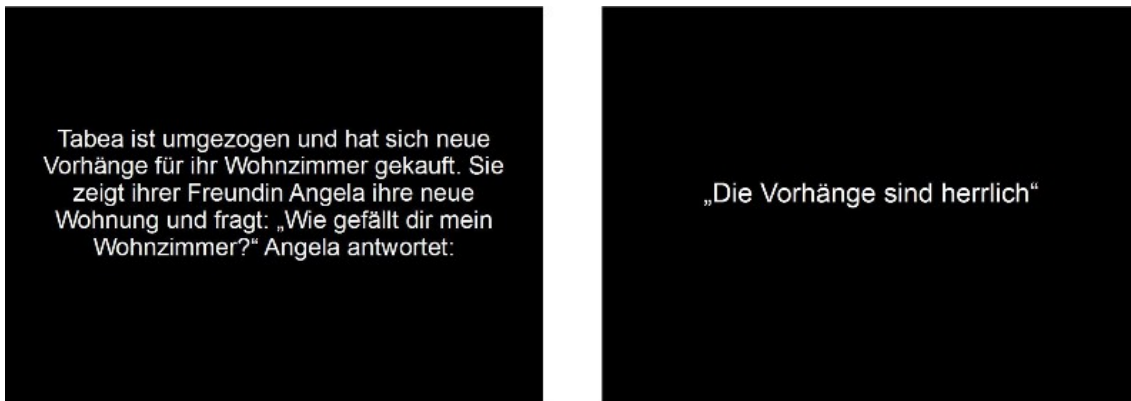 Tabea ist umgezogen und hat sich neue
Vorhänge für ihr Wohnzimmer gekauft. Sie
zeigt ihrer Freundin Angela ihre neue
Wohnung und fragt: „Wie gefällt dir mein
Wohnzimmer?“ Angela antwortet:
„Die Vorhänge sind herrlich“